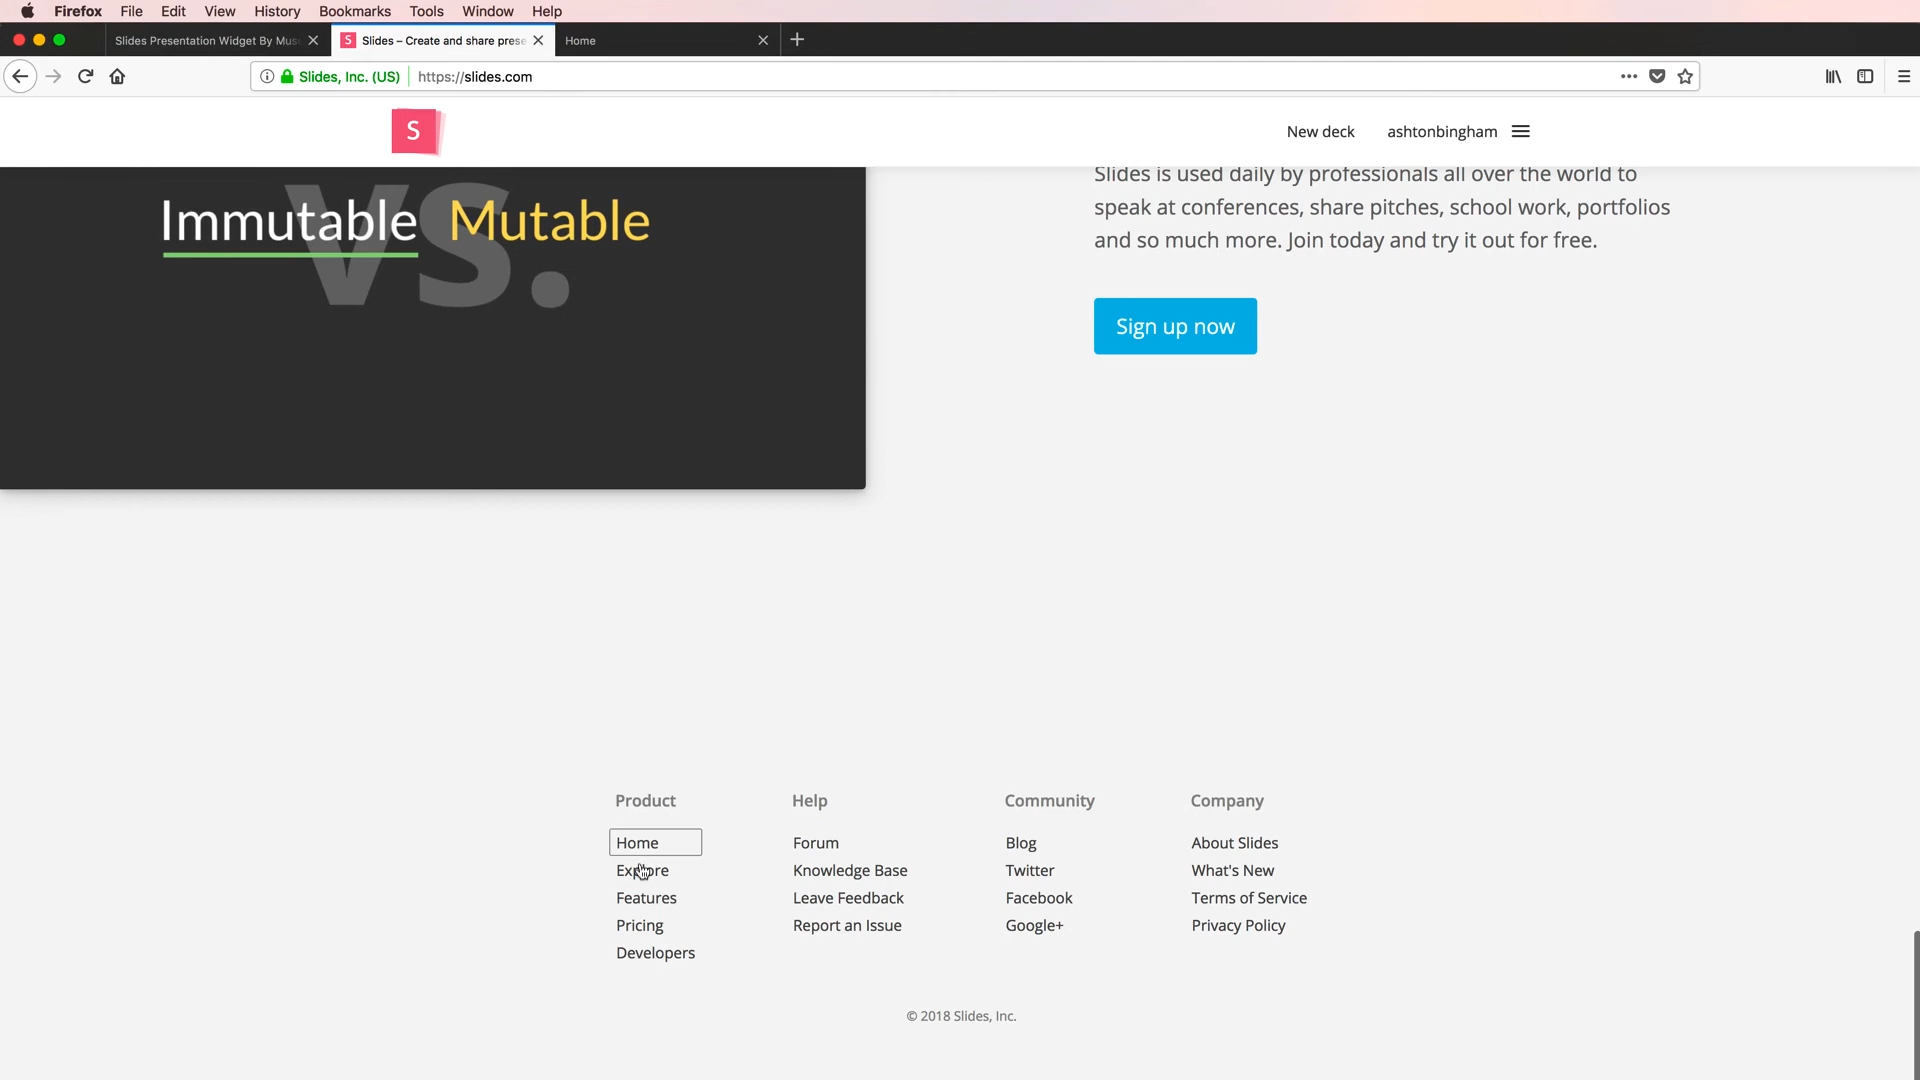 Firefox File Edit View History Bookmarks Tools Window Help
Slides Presentation Widget By Mus
S Slides – Create and share prese
Home
Slides, Inc. (US) https://slides.com
S
New deck ashtonbingham
VS.
Immutable Mutable
Slides is used daily by professionals all over the world to
speak at conferences, share pitches, school work, portfolios
and so much more. Join today and try it out for free.
Sign up now
Product
Home
Explore
Features
Pricing
Developers
Help
Forum
Knowledge Base
Leave Feedback
Report an Issue
Community
Blog
Twitter
Facebook
Google+
Company
About Slides
What's New
Terms of Service
Privacy Policy
© 2018 Slides, Inc.